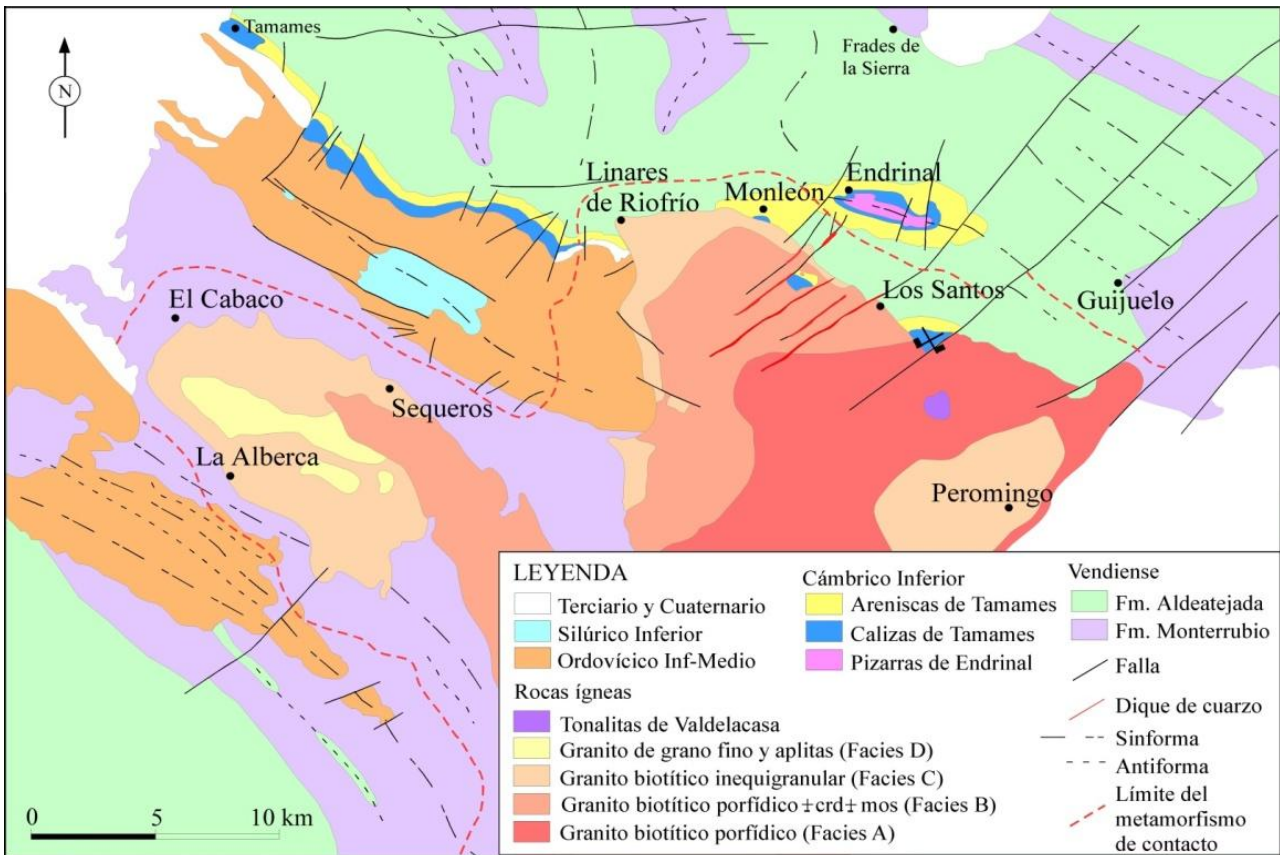 Tamames
Frades de
la Sierra
N
Linares
de Riofrío
Monleón
Endrinal
El Cabaco
Los Santos
Guijuelo
Sequeros
La Alberca
Peromingo
LEYENDA
Terciario y Cuaternario
Silúrico Inferior
Ordovícico Inf-Medio
Rocas ígneas
Tonalitas de Valdelacasa
Granito de grano fino y aplitas (Facies D)
Granito biotítico inequigranular (Facies C)
Granito biotítico porfídico ±crd± mos (Facies B)
Granito biotítico porfídico (Facies A)
Cámbrico Inferior
Areniscas de Tamames
Calizas de Tamames
Pizarras de Endrinal
Vendiense
Fm. Aldeatejada
Fm. Monterrubio
Falla
Dique de cuarzo
Sinforma
Antiforma
Límite del
metamorfismo
de contacto
0 5 10 km